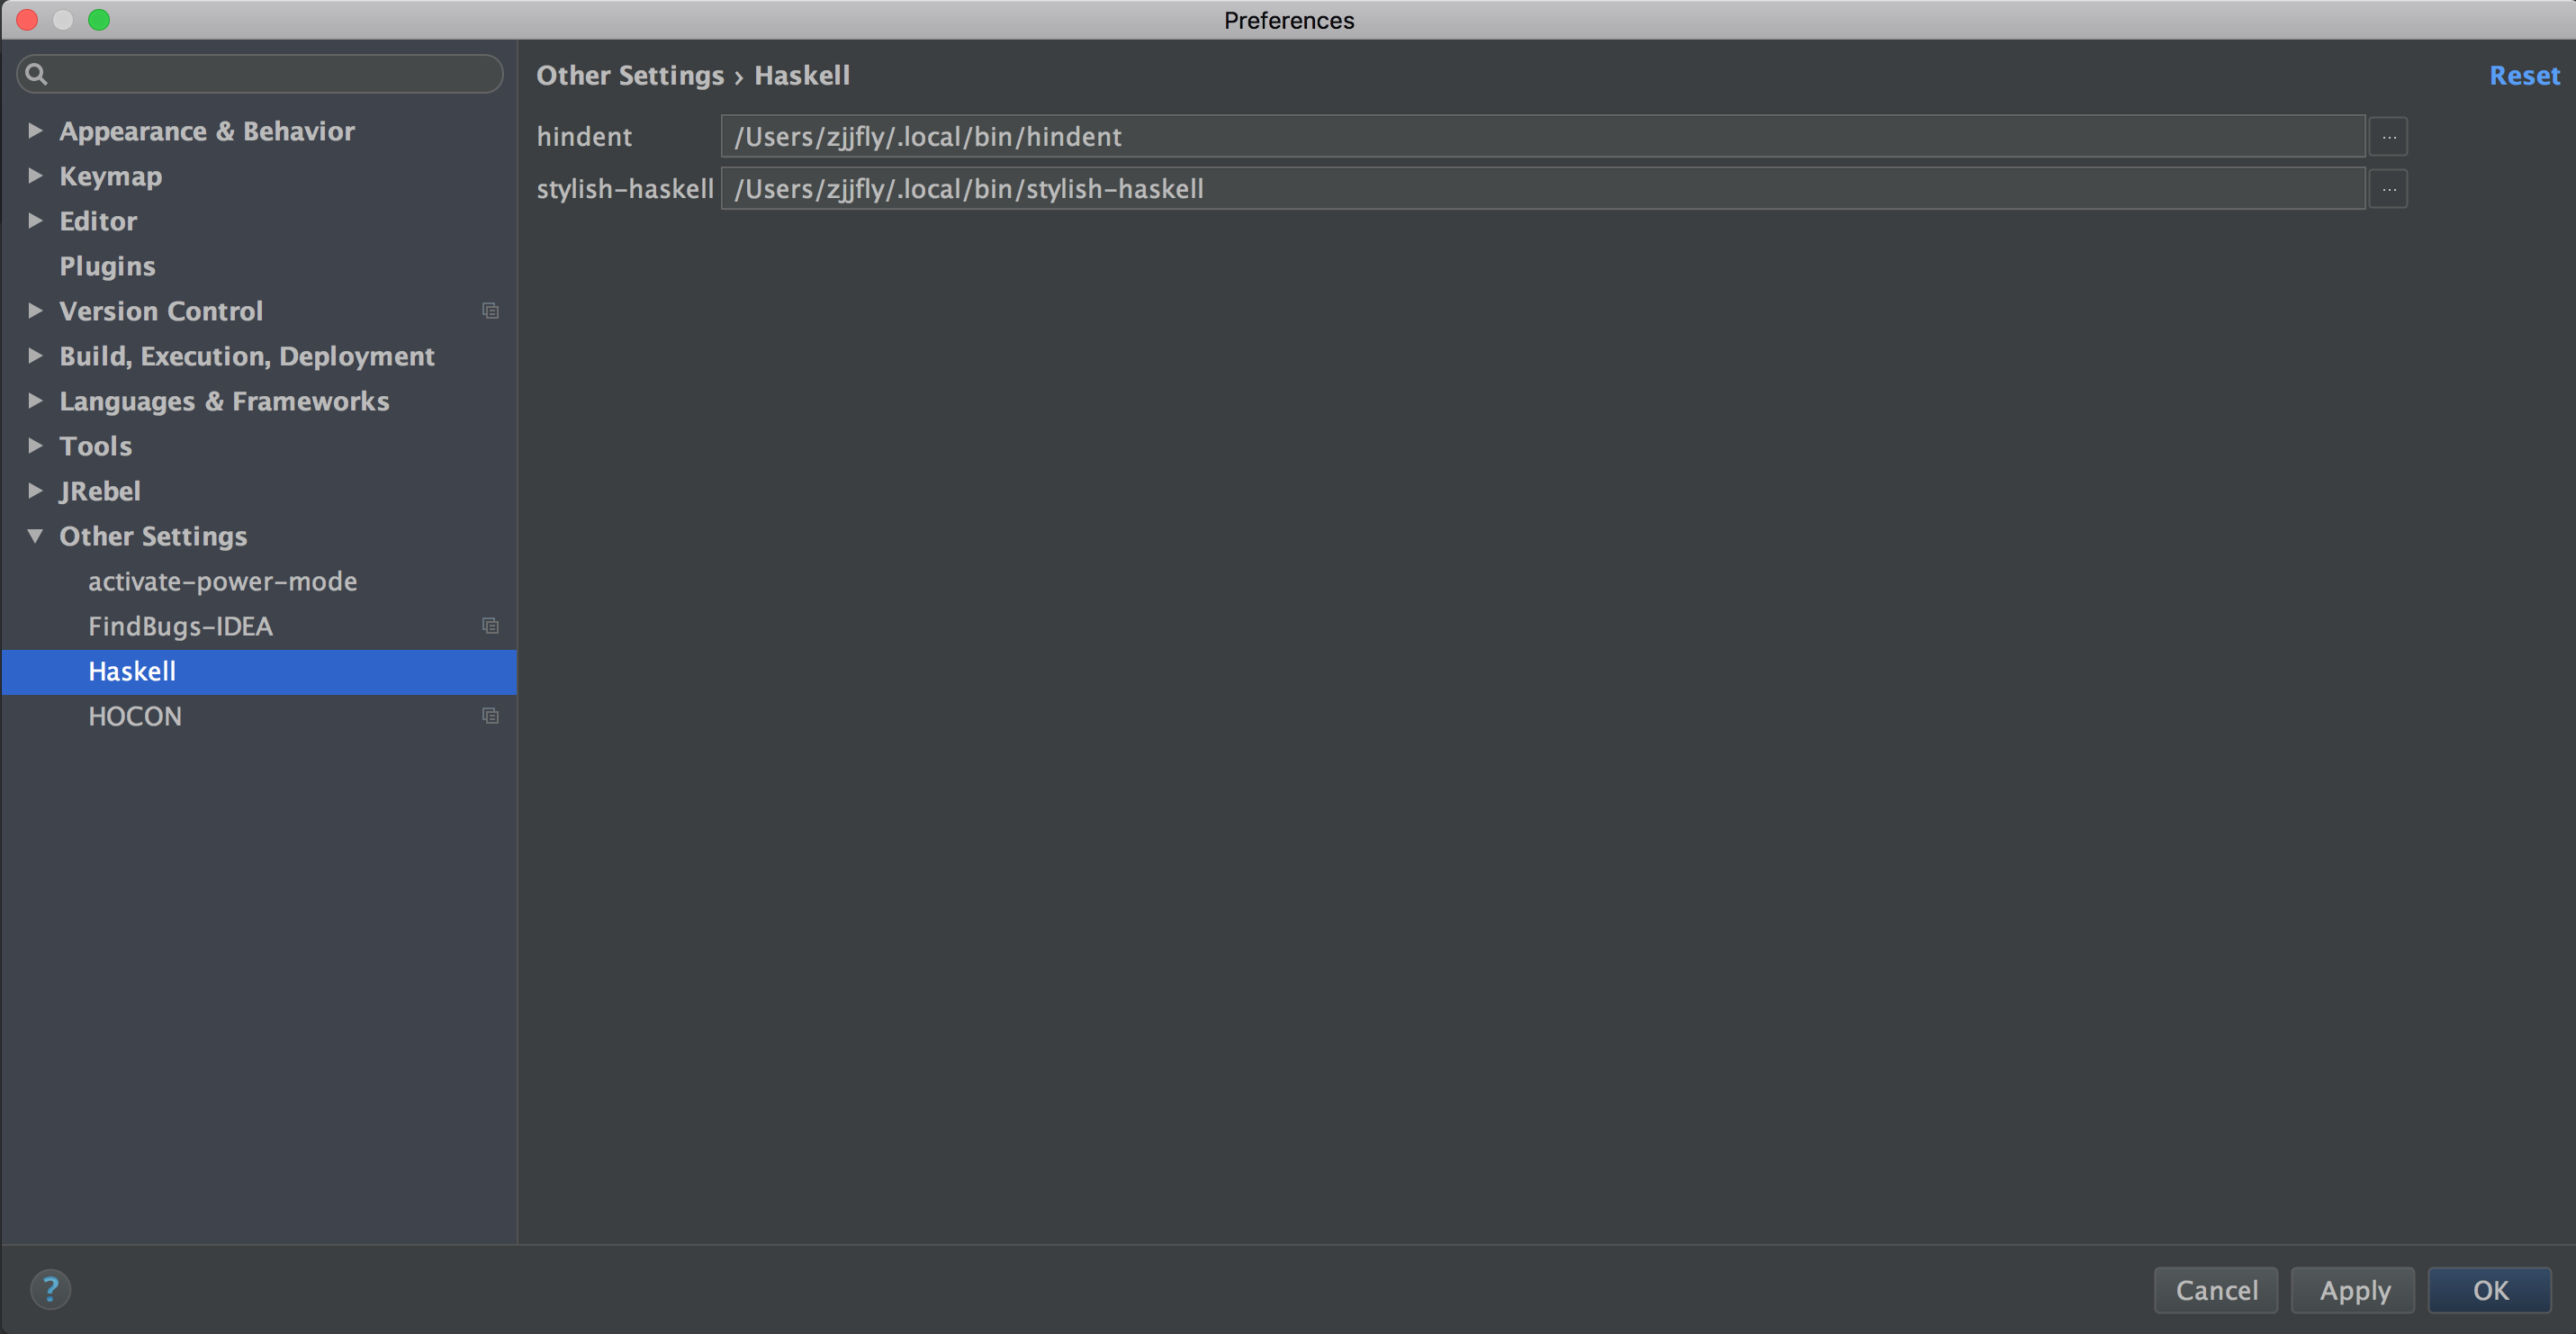 Preferences
Other Settings › Haskell
Reset
hindent /Users/zjjfly/.local/bin/hindent ...
stylish-haskell /Users/zjjfly/.local/bin/stylish-haskell ...
Appearance & Behavior
Keymap
Editor
Plugins
Version Control
Build, Execution, Deployment
Languages & Frameworks
Tools
JRebel
Other Settings
activate-power-mode
FindBugs-IDEA
Haskell
HOCON
?
Cancel
Apply
OK